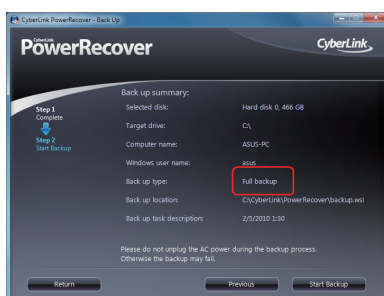 CyberLink PowerRecover - Back Up
CyberLink
PowerRecover
CyberLink
Back up summary:
Step 1
Complete
Step 2
Start Backup
Selected disk: Hard disk 0, 466 GB
Target drive: C:\
Computer name: ASUS-PC
Windows user name: asus
Back up type: Full backup
Back up location: C:\CyberLink\PowerRecover\backup.wsi
Back up task description: 2/5/2010 1:30
Please do not unplug the AC power during the backup process.
Otherwise the backup may fail.
Return Previous Start Backup